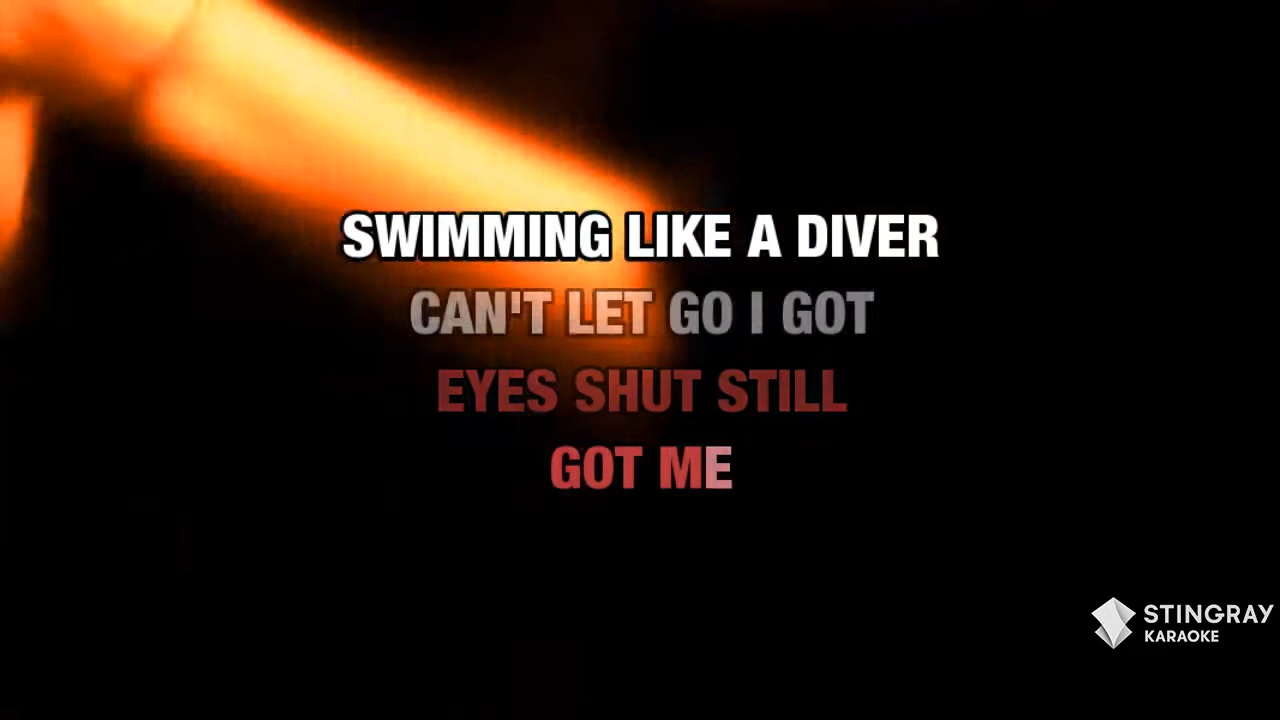 SWIMMING LIKE A DIVER
CAN'T LET GO I GOT
EYES SHUT STILL
GOT ME
STINGRAY
KARAOKE